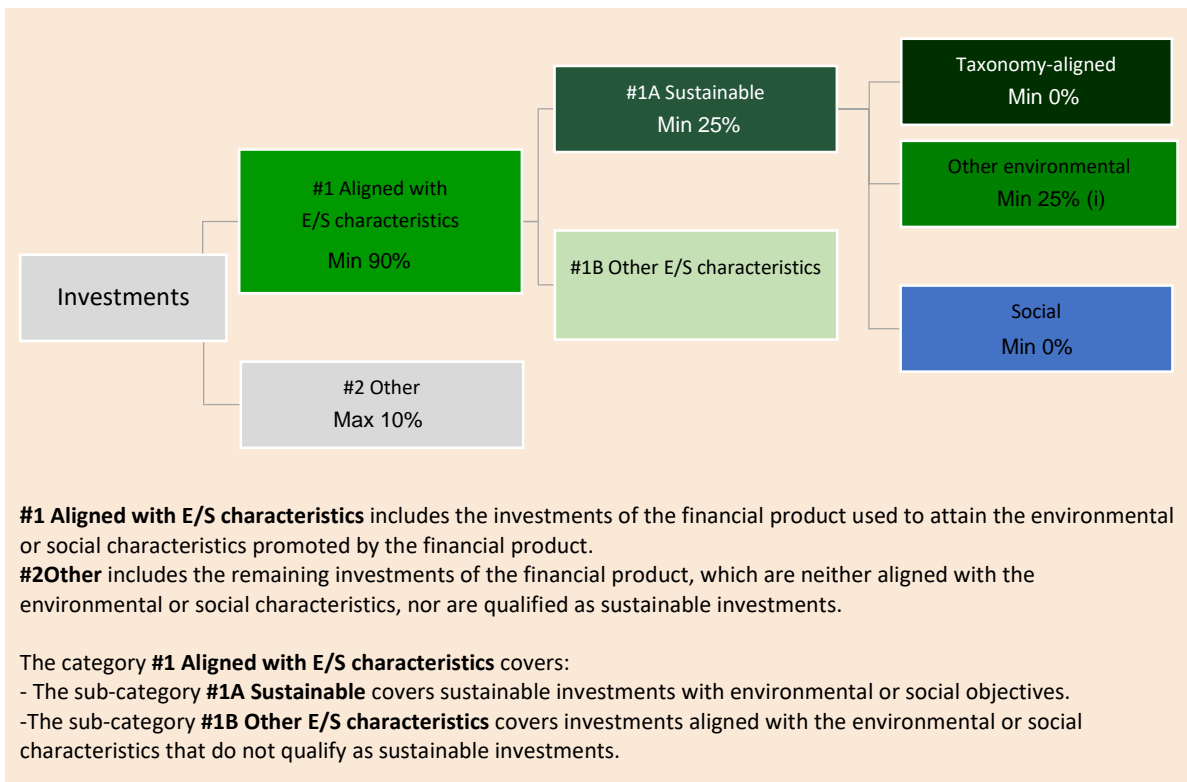 Investments
#1 Aligned with
E/S characteristics
Min 90%
#2 Other
Max 10%
#1A Sustainable
Min 25%
#1B Other E/S characteristics
Taxonomy-aligned
Min 0%
Other environmental
Min 25% (i)
Social
Min 0%
#1 Aligned with E/S characteristics includes the investments of the financial product used to attain the environmental
or social characteristics promoted by the financial product.
#2Other includes the remaining investments of the financial product, which are neither aligned with the
environmental or social characteristics, nor are qualified as sustainable investments.
The category #1 Aligned with E/S characteristics covers:
- The sub-category #1A Sustainable covers sustainable investments with environmental or social objectives.
-The sub-category #1B Other E/S characteristics covers investments aligned with the environmental or social
characteristics that do not qualify as sustainable investments.